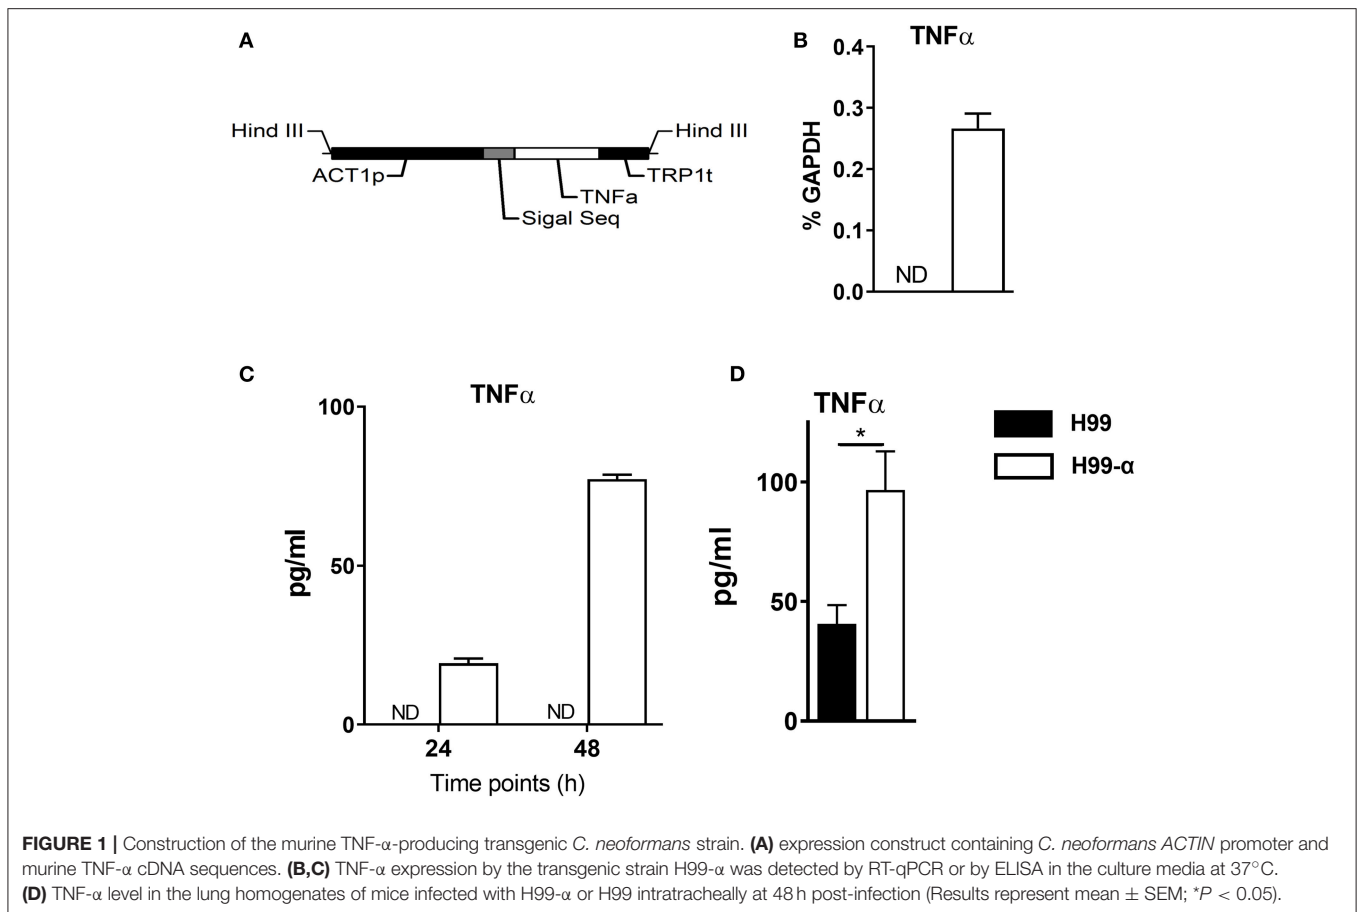 A
Hind III
Hind III
ACT1p
TRP1t
TNFa
Sigal Seq
B
TNFα
0.4
0.3
0.2
0.1
0.0
% GAPDH
ND
C
TNFα
100
50
0
pg/ml
ND
ND
24
48
Time points (h)
D
TNFα
*
100
50
0
pg/ml
H99
H99-α
FIGURE 1 | Construction of the murine TNF-α-producing transgenic C. neoformans strain. (A) expression construct containing C. neoformans ACTIN promoter and
murine TNF-α cDNA sequences. (B,C) TNF-α expression by the transgenic strain H99-α was detected by RT-qPCR or by ELISA in the culture media at 37°C.
(D) TNF-α level in the lung homogenates of mice infected with H99-α or H99 intratracheally at 48 h post-infection (Results represent mean ± SEM; *P < 0.05).